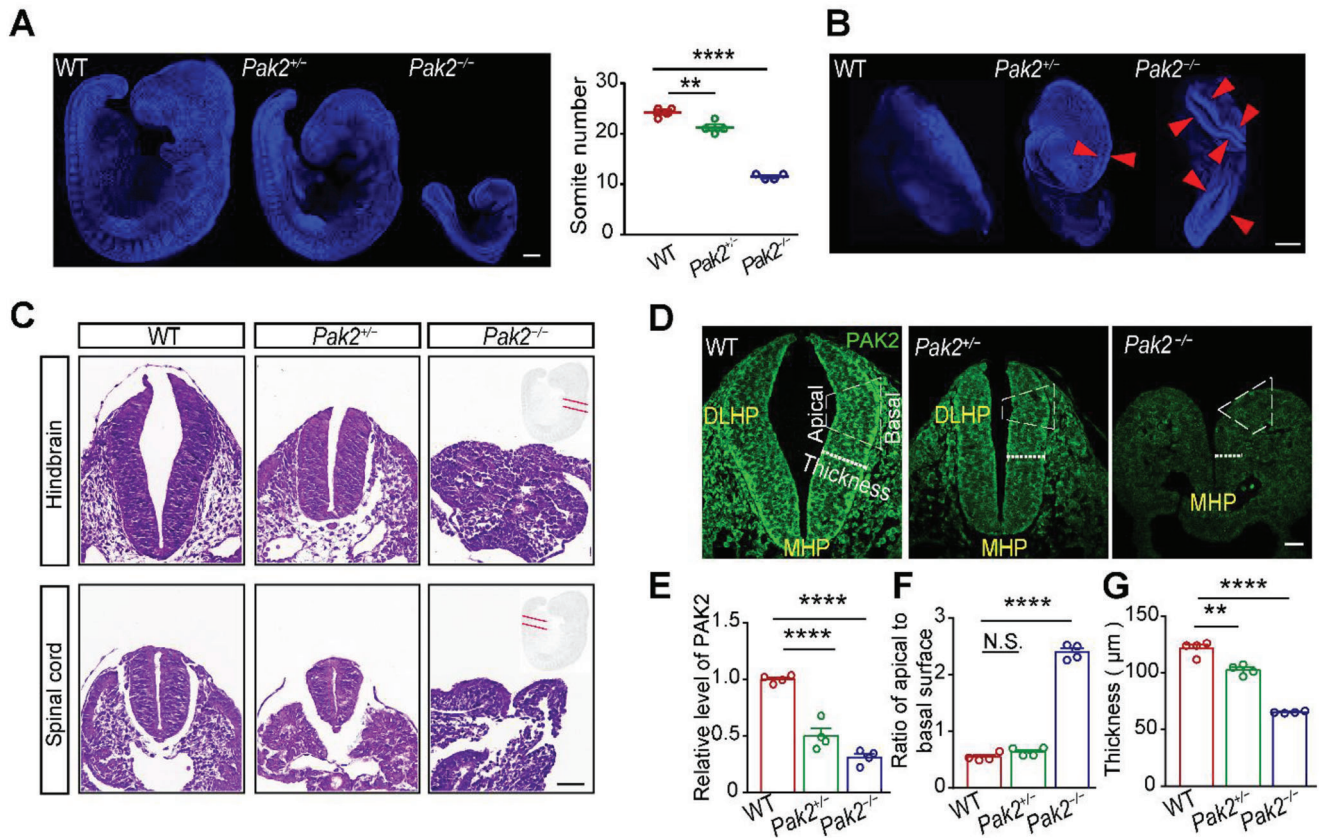 A
WT
Pak2+/−
Pak2−/−
Somite number
30
20
10
0
****
**
WT
Pak2+/−
Pak2−/−
B
WT
Pak2+/−
Pak2−/−
C
WT
Pak2+/−
Pak2−/−
Hindbrain
Spinal cord
D
WT
PAK2
DLHP
Apical
Basal
Thickness
MHP
Pak2+/−
DLHP
MHP
Pak2−/−
MHP
E
Relative level of PAK2
1.5
1.0
0.5
0
****
****
WT
Pak2+/−
Pak2−/−
F
Ratio of apical to
basal surface
3
2
1
0
****
N.S.
WT
Pak2+/−
Pak2−/−
G
Thickness ( μm )
150
100
50
0
****
**
WT
Pak2+/−
Pak2−/−